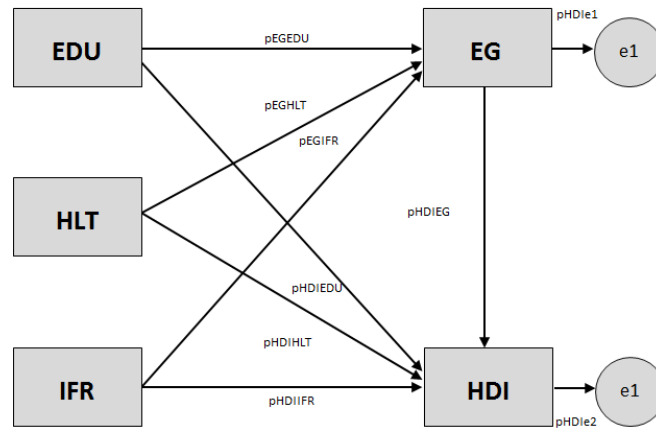 pHDIe1
pEGEDU
EDU
EG
e1
pEGHLT
pEGIFR
HLT
pHDIEG
pHDIEDU
pHDIHLT
IFR
HDI
e1
pHDIIFR
pHDIe2